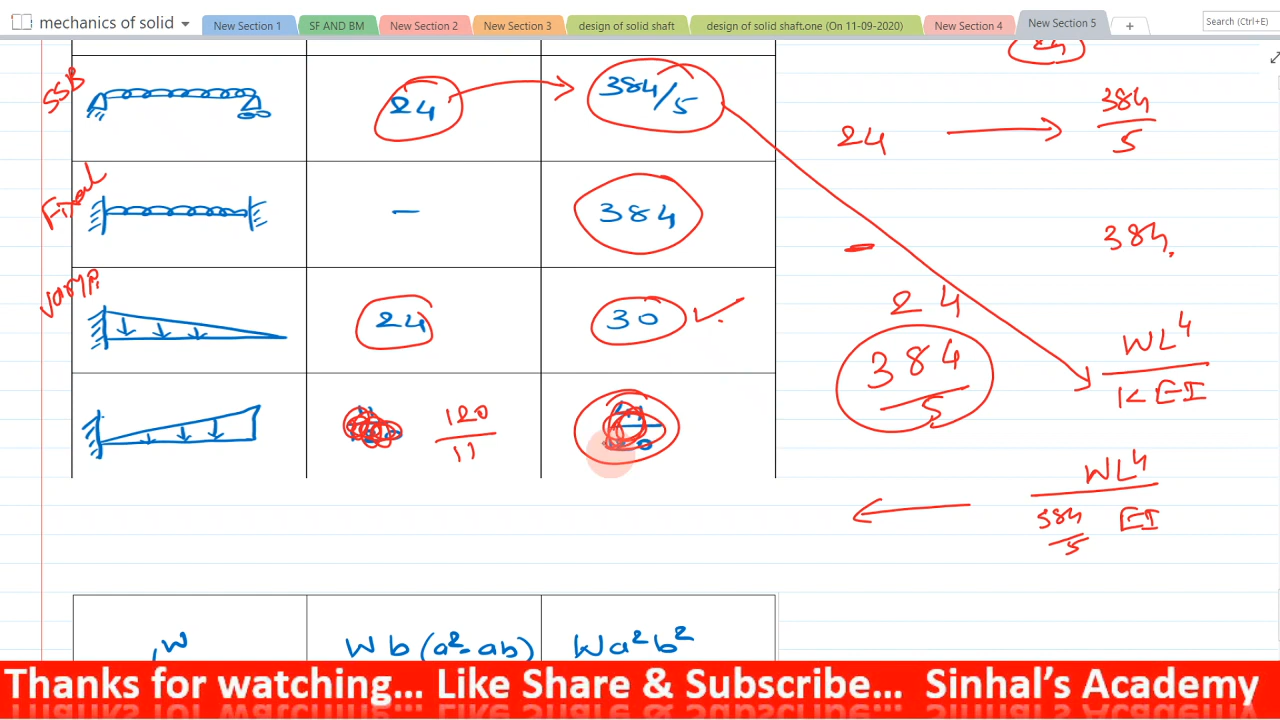 mechanics of solid
New Section 1
SF AND BM
New Section 2
New Section 3
design of solid shaft
design of solid shaft.one (On 11-09-2020)
New Section 4
New Section 5
+
Search (Ctrl+E)
SSB
24
384/5
24
384
5
Fixed
-
384
384.
24
24
30
384
5
WL⁴
KEI
120
11
WL⁴
384 EI
5
W
Wb(a²-ab)
Wa²b²
Thanks for watching... Like Share & Subscribe... Sinhal's Academy